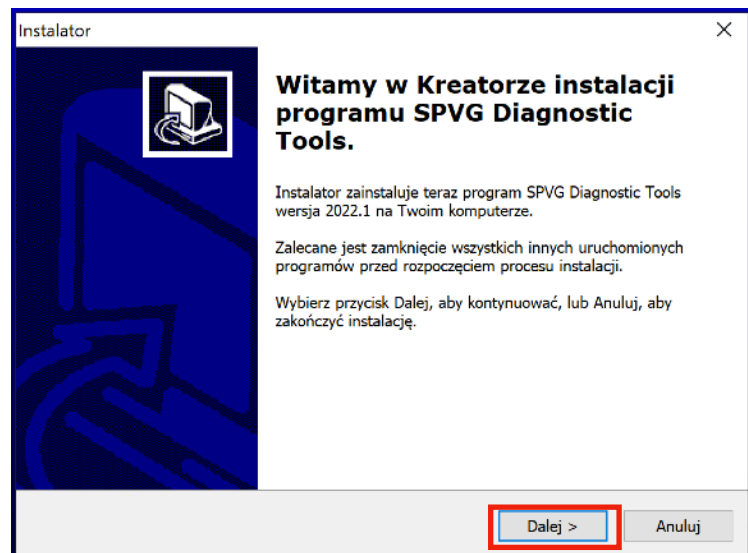 Instalator
Witamy w Kreatorze instalacji
programu SPVG Diagnostic
Tools.
Instalator zainstaluje teraz program SPVG Diagnostic Tools
wersja 2022.1 na Twoim komputerze.
Zalecane jest zamknięcie wszystkich innych uruchomionych
programów przed rozpoczęciem procesu instalacji.
Wybierz przycisk Dalej, aby kontynuować, lub Anuluj, aby
zakończyć instalację.
Dalej > Anuluj